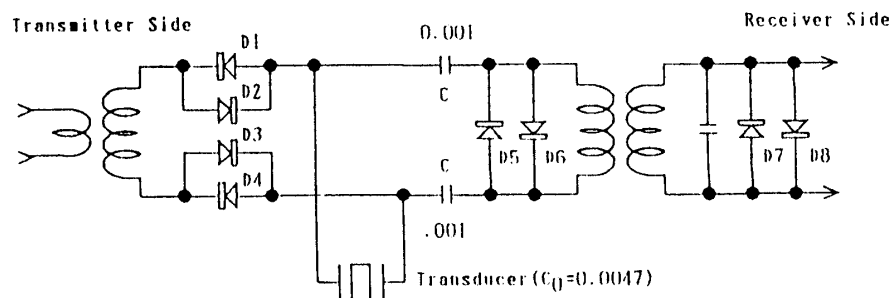 Transmitter Side
Receiver Side
D1
0.001
D2
C
D3
D5
D6
D7
D8
D4
C
.001
Transducer(C0=0.0047)